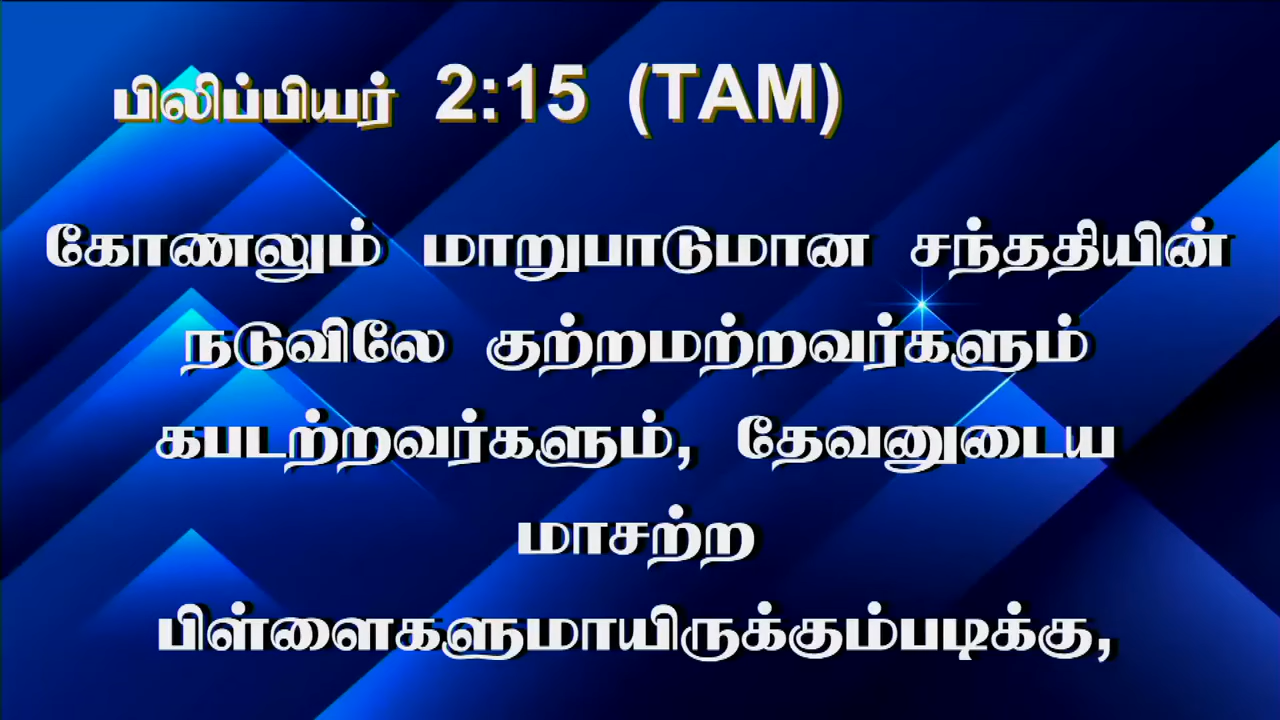 பிலிப்பியர் 2:15 (TAM)
கோணலும் மாறுபாடுமான சந்ததியின்
நடுவிலே குற்றமற்றவர்களும்
கபடற்றவர்களும், தேவனுடைய
மாசற்ற
பிள்ளைகளுமாயிருக்கும்படிக்கு,